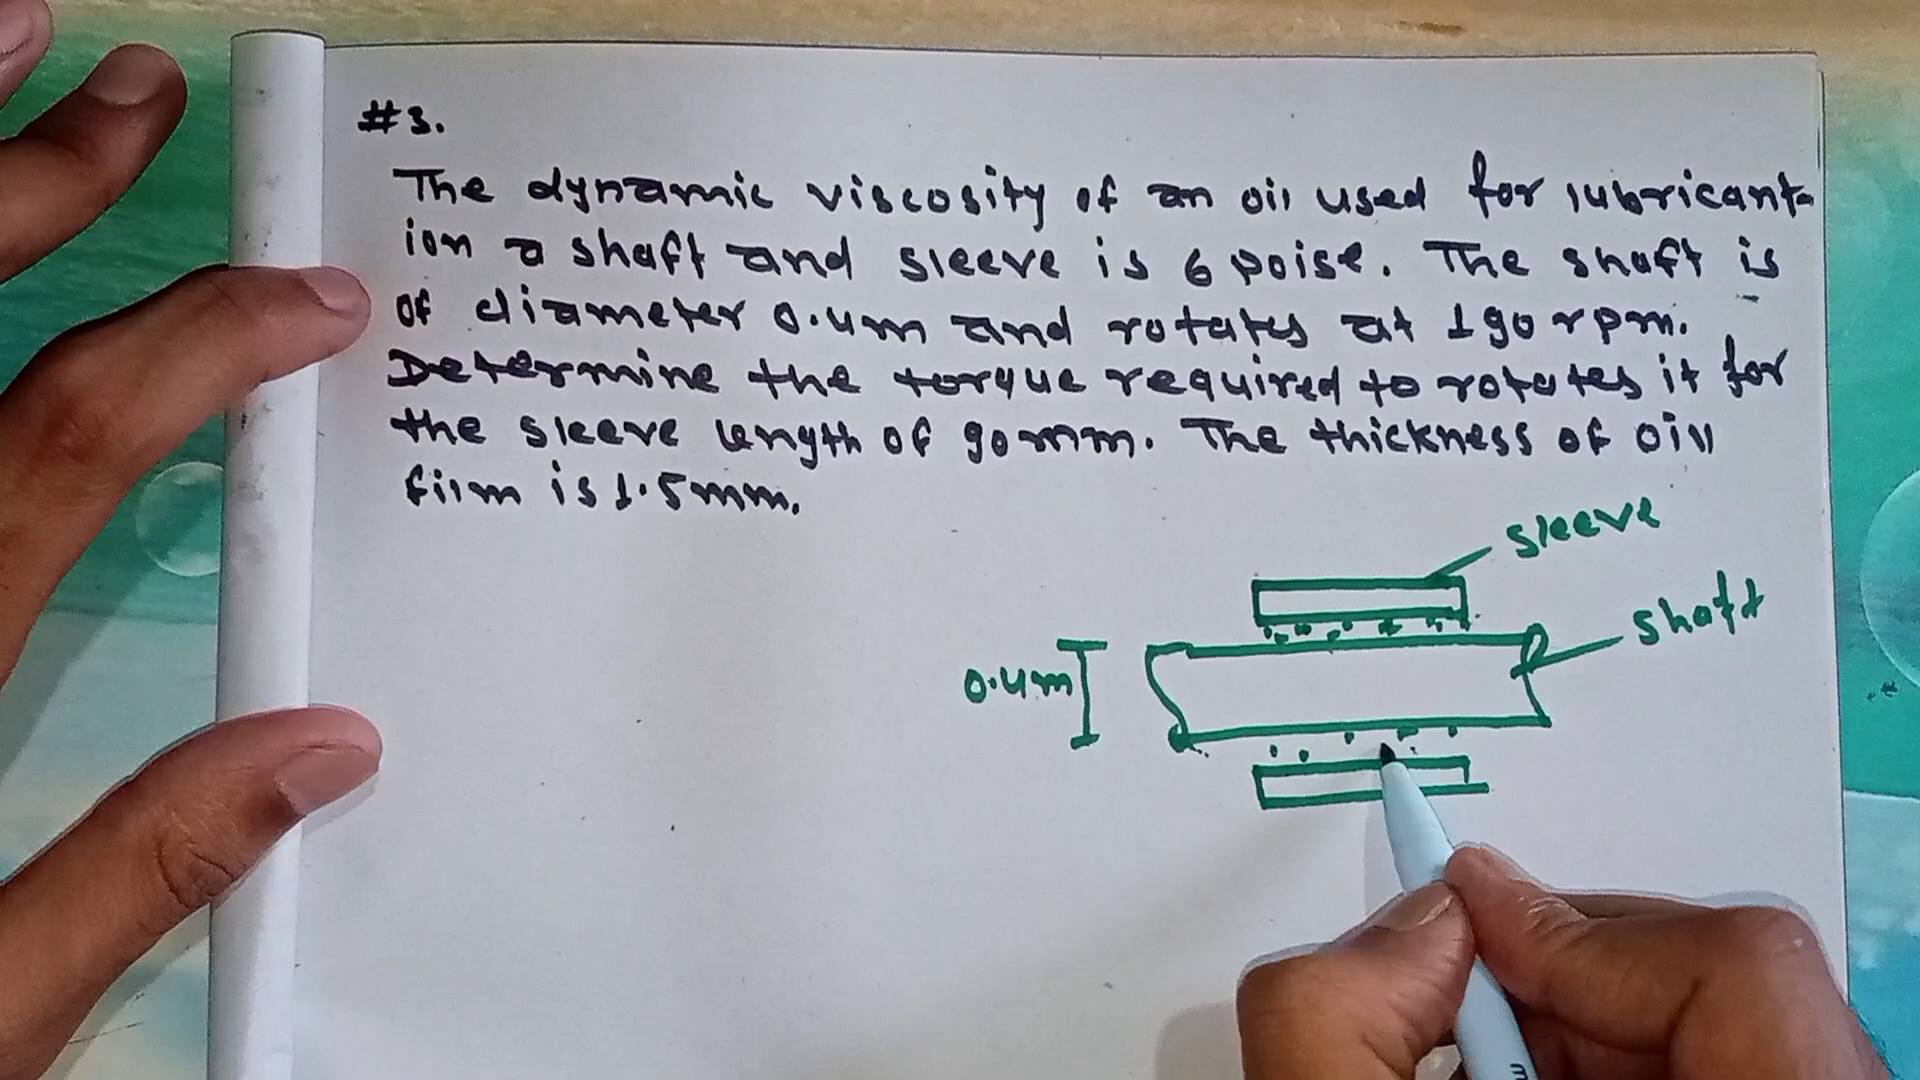 #3.
The dynamic viscosity of an oil used for lubricant-
ion a shaft and sleeve is 6 poise. The shaft is
of diameter 0.4m and rotates at 190 rpm.
Determine the torque required to rotates it for
the sleeve length of 90mm. The thickness of oil
film is 1.5mm.
sleeve
shaft
0.4m